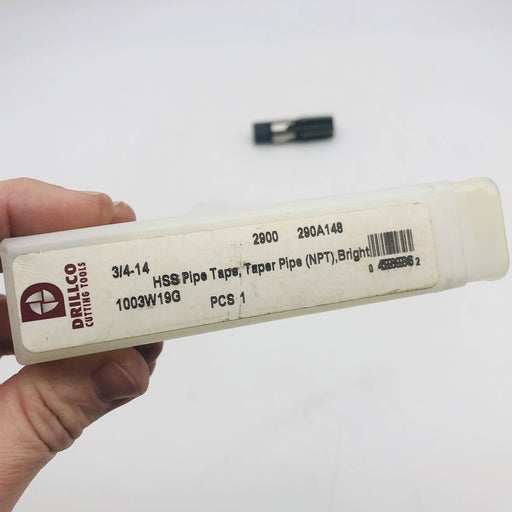 DRILLCO
CUTTING TOOLS
2900 290A148
3/4-14 HSS Pipe Taps, Taper Pipe (NPT),Bright
1003W19G PCS 1